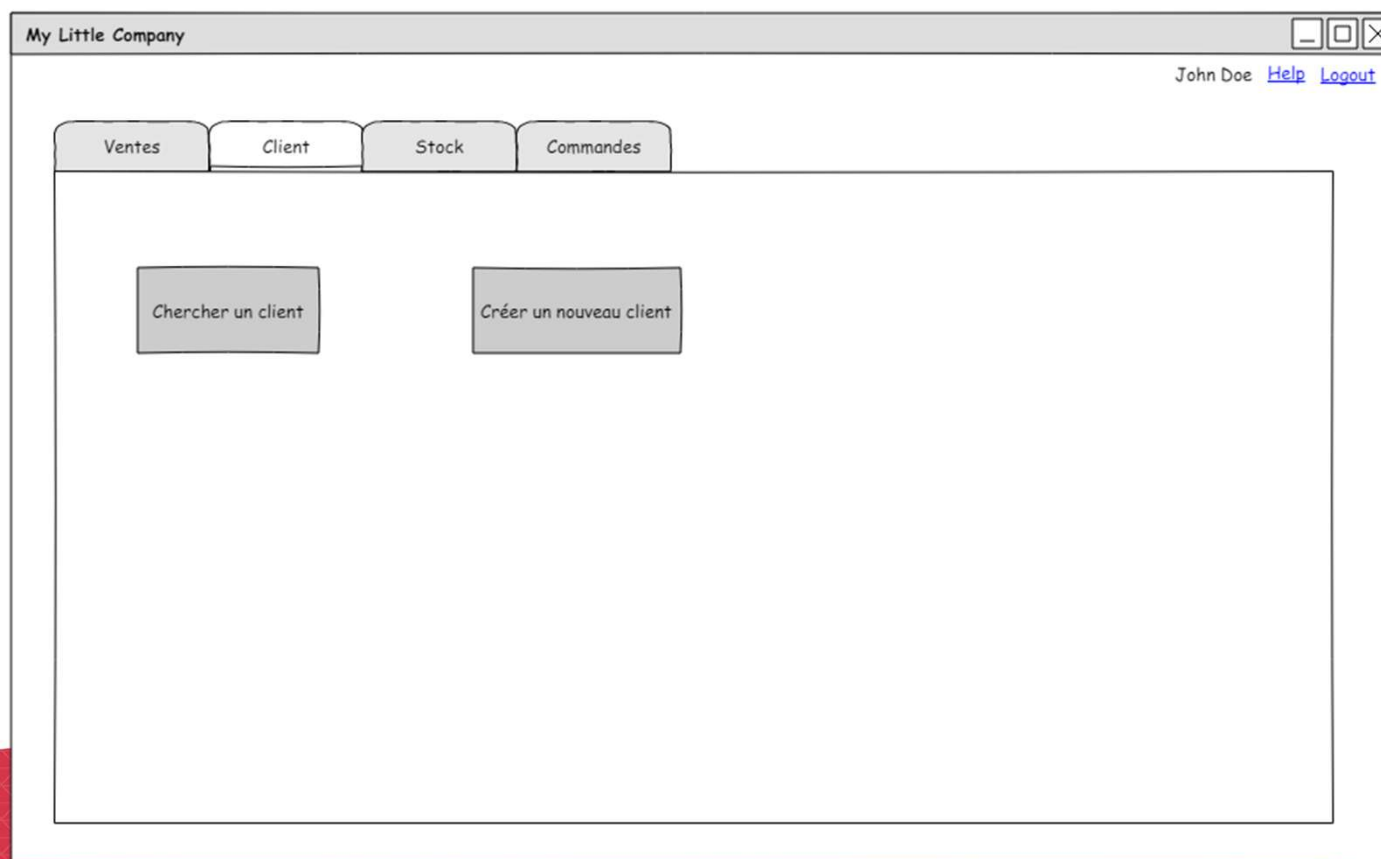 My Little Company
John Doe Help Logout
Ventes Client Stock Commandes
Chercher un client Créer un nouveau client